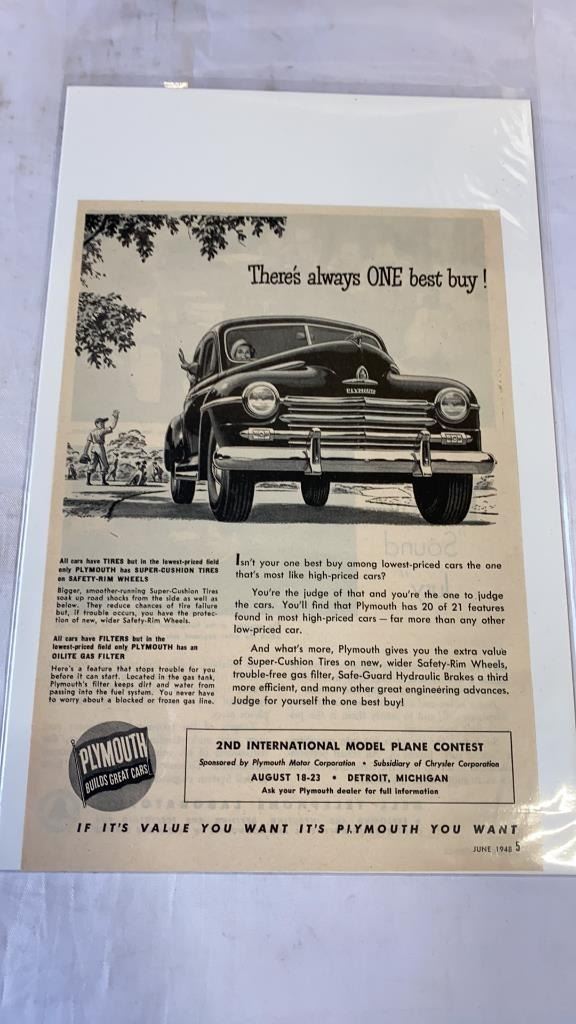 There's always ONE best buy!
PLYMOUTH
All cars have TIRES but in the lowest-priced field
only PLYMOUTH has SUPER-CUSHION TIRES
on SAFETY-RIM WHEELS
Bigger, smoother-running Super-Cushion Tires
soak up road shocks from the side as well as
below. They reduce chances of tire failure
but, if trouble occurs, you have the protec-
tion of new, wider Safety-Rim Wheels.
All cars have FILTERS but in the
lowest-priced field only PLYMOUTH has an
OILITE GAS FILTER
Here's a feature that stops trouble for you
before it can start. Located in the gas tank,
Plymouth's filter keeps dirt and water from
passing into the fuel system. You never have
to worry about a blocked or frozen gas line.
Isn't your one best buy among lowest-priced cars the one
that's most like high-priced cars?
You're the judge of that and you're the one to judge
the cars. You'll find that Plymouth has 20 of 21 features
found in most high-priced cars — far more than any other
low-priced car.
And what's more, Plymouth gives you the extra value
of Super-Cushion Tires on new, wider Safety-Rim Wheels,
trouble-free gas filter, Safe-Guard Hydraulic Brakes a third
more efficient, and many other great engineering advances.
Judge for yourself the one best buy!
PLYMOUTH
BUILDS GREAT CARS
2ND INTERNATIONAL MODEL PLANE CONTEST
Sponsored by Plymouth Motor Corporation • Subsidiary of Chrysler Corporation
AUGUST 18-23 • DETROIT, MICHIGAN
Ask your Plymouth dealer for full information
IF IT'S VALUE YOU WANT IT'S PLYMOUTH YOU WANT
JUNE 1948 5